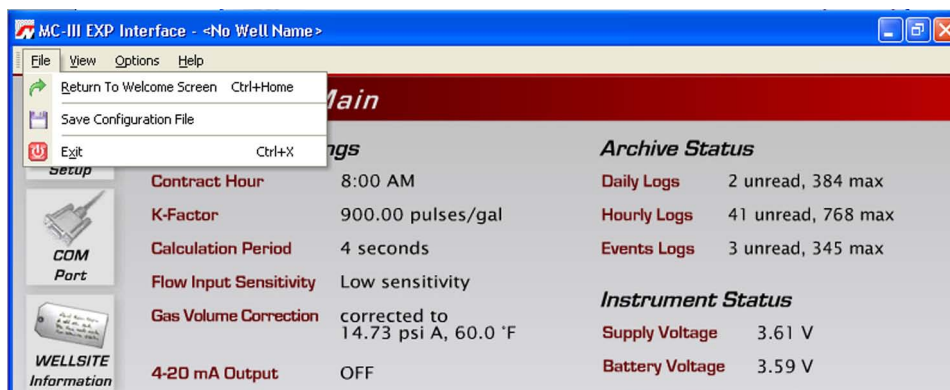 MC-III EXP Interface - <No Well Name>
File View Options Help
Return To Welcome Screen Ctrl+Home
Save Configuration File
Exit Ctrl+X
Main
ngs
Archive Status
Setup
Contract Hour 8:00 AM
Daily Logs 2 unread, 384 max
K-Factor 900.00 pulses/gal
Hourly Logs 41 unread, 768 max
COM
Port
Calculation Period 4 seconds
Events Logs 3 unread, 345 max
Flow Input Sensitivity Low sensitivity
Instrument Status
Gas Volume Correction corrected to
14.73 psi A, 60.0 °F
Supply Voltage 3.61 V
WELLSITE
Information
4-20 mA Output OFF
Battery Voltage 3.59 V